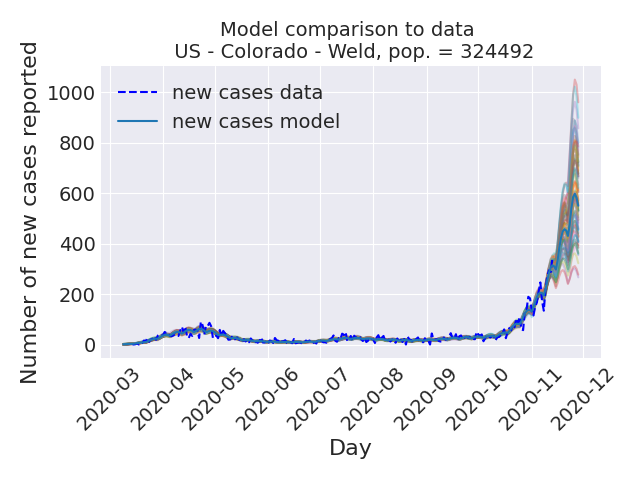 Model comparison to data
US - Colorado - Weld, pop. = 324492
Number of new cases reported
1000
800
600
400
200
0
new cases data
new cases model
2020-03
2020-04
2020-05
2020-06
2020-07
2020-08
2020-09
2020-10
2020-11
2020-12
Day